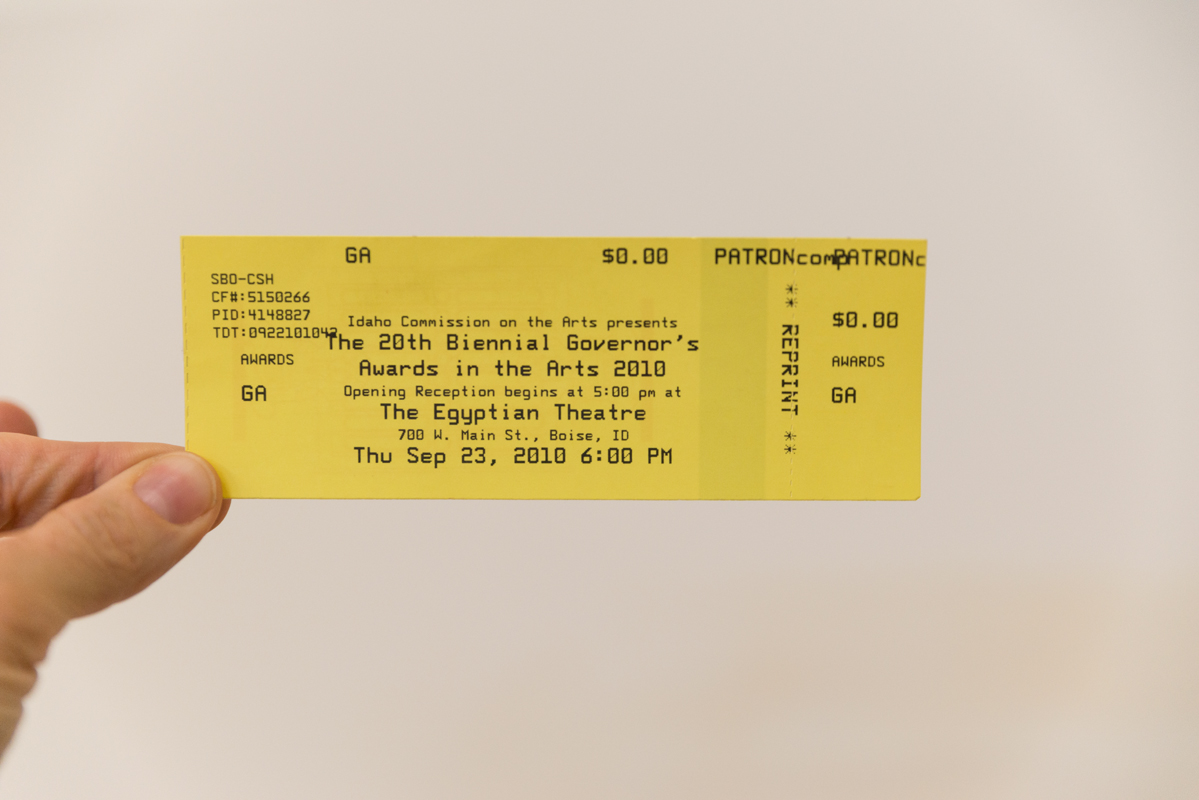 GA $0.00 PATRONcompPATRONc
SBO-CSH
CF#:5150266
PID:4148827
TDT:0922101042
AWARDS
GA
Idaho Commission on the Arts presents
The 20th Biennial Governor's
Awards in the Arts 2010
Opening Reception begins at 5:00 pm at
The Egyptian Theatre
700 W. Main St., Boise, ID
Thu Sep 23, 2010 6:00 PM
** REPRINT **
$0.00
AWARDS
GA